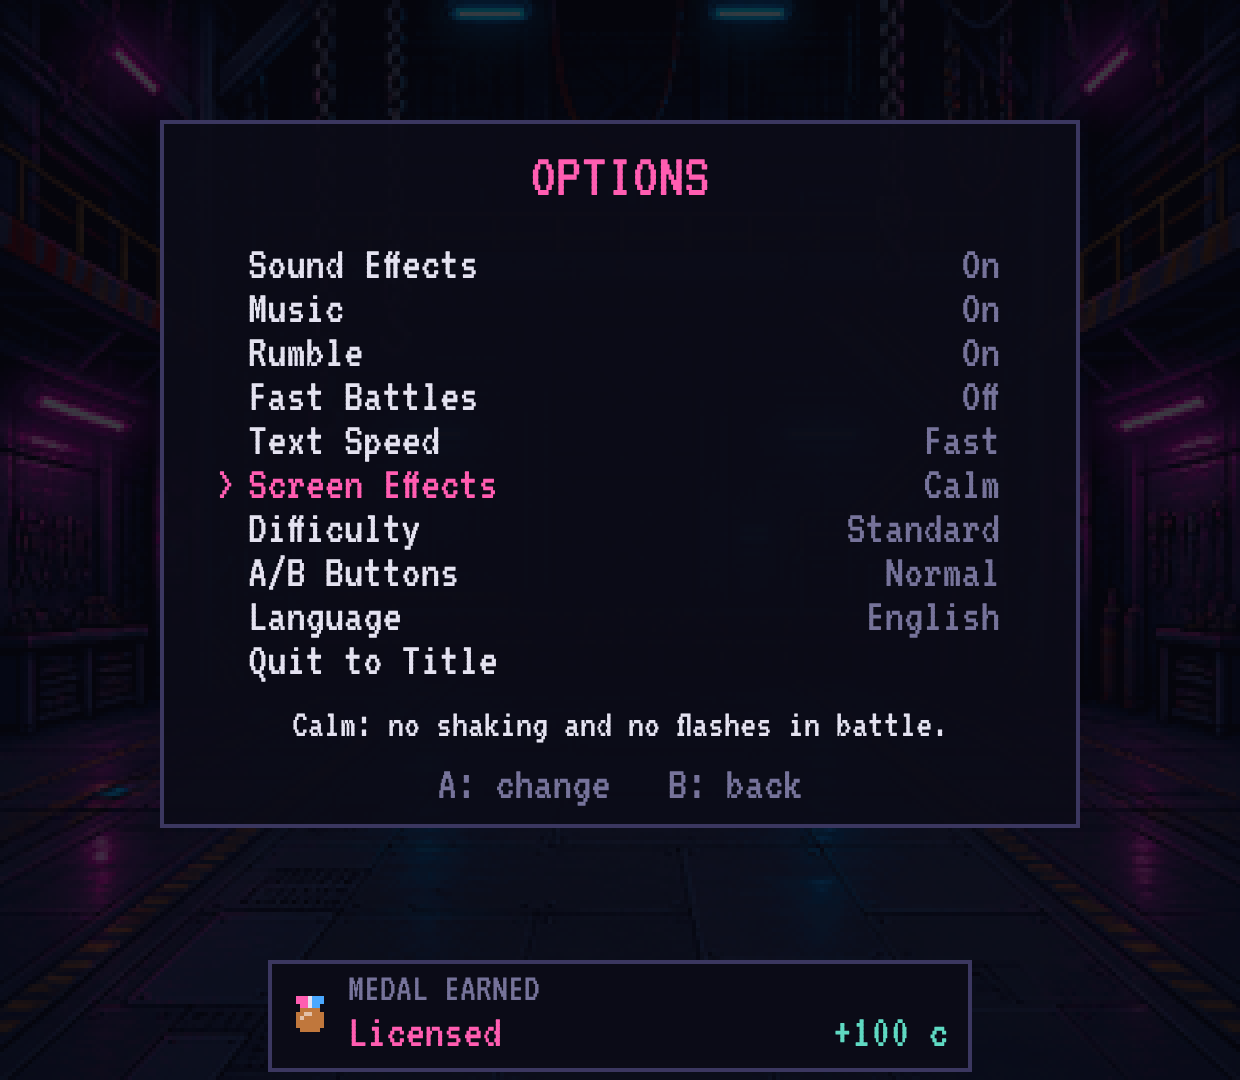 OPTIONS
Sound Effects On
Music On
Rumble On
Fast Battles Off
Text Speed Fast
> Screen Effects Calm
Difficulty Standard
A/B Buttons Normal
Language English
Quit to Title
Calm: no shaking and no flashes in battle.
A: change B: back
MEDAL EARNED
Licensed +100 c